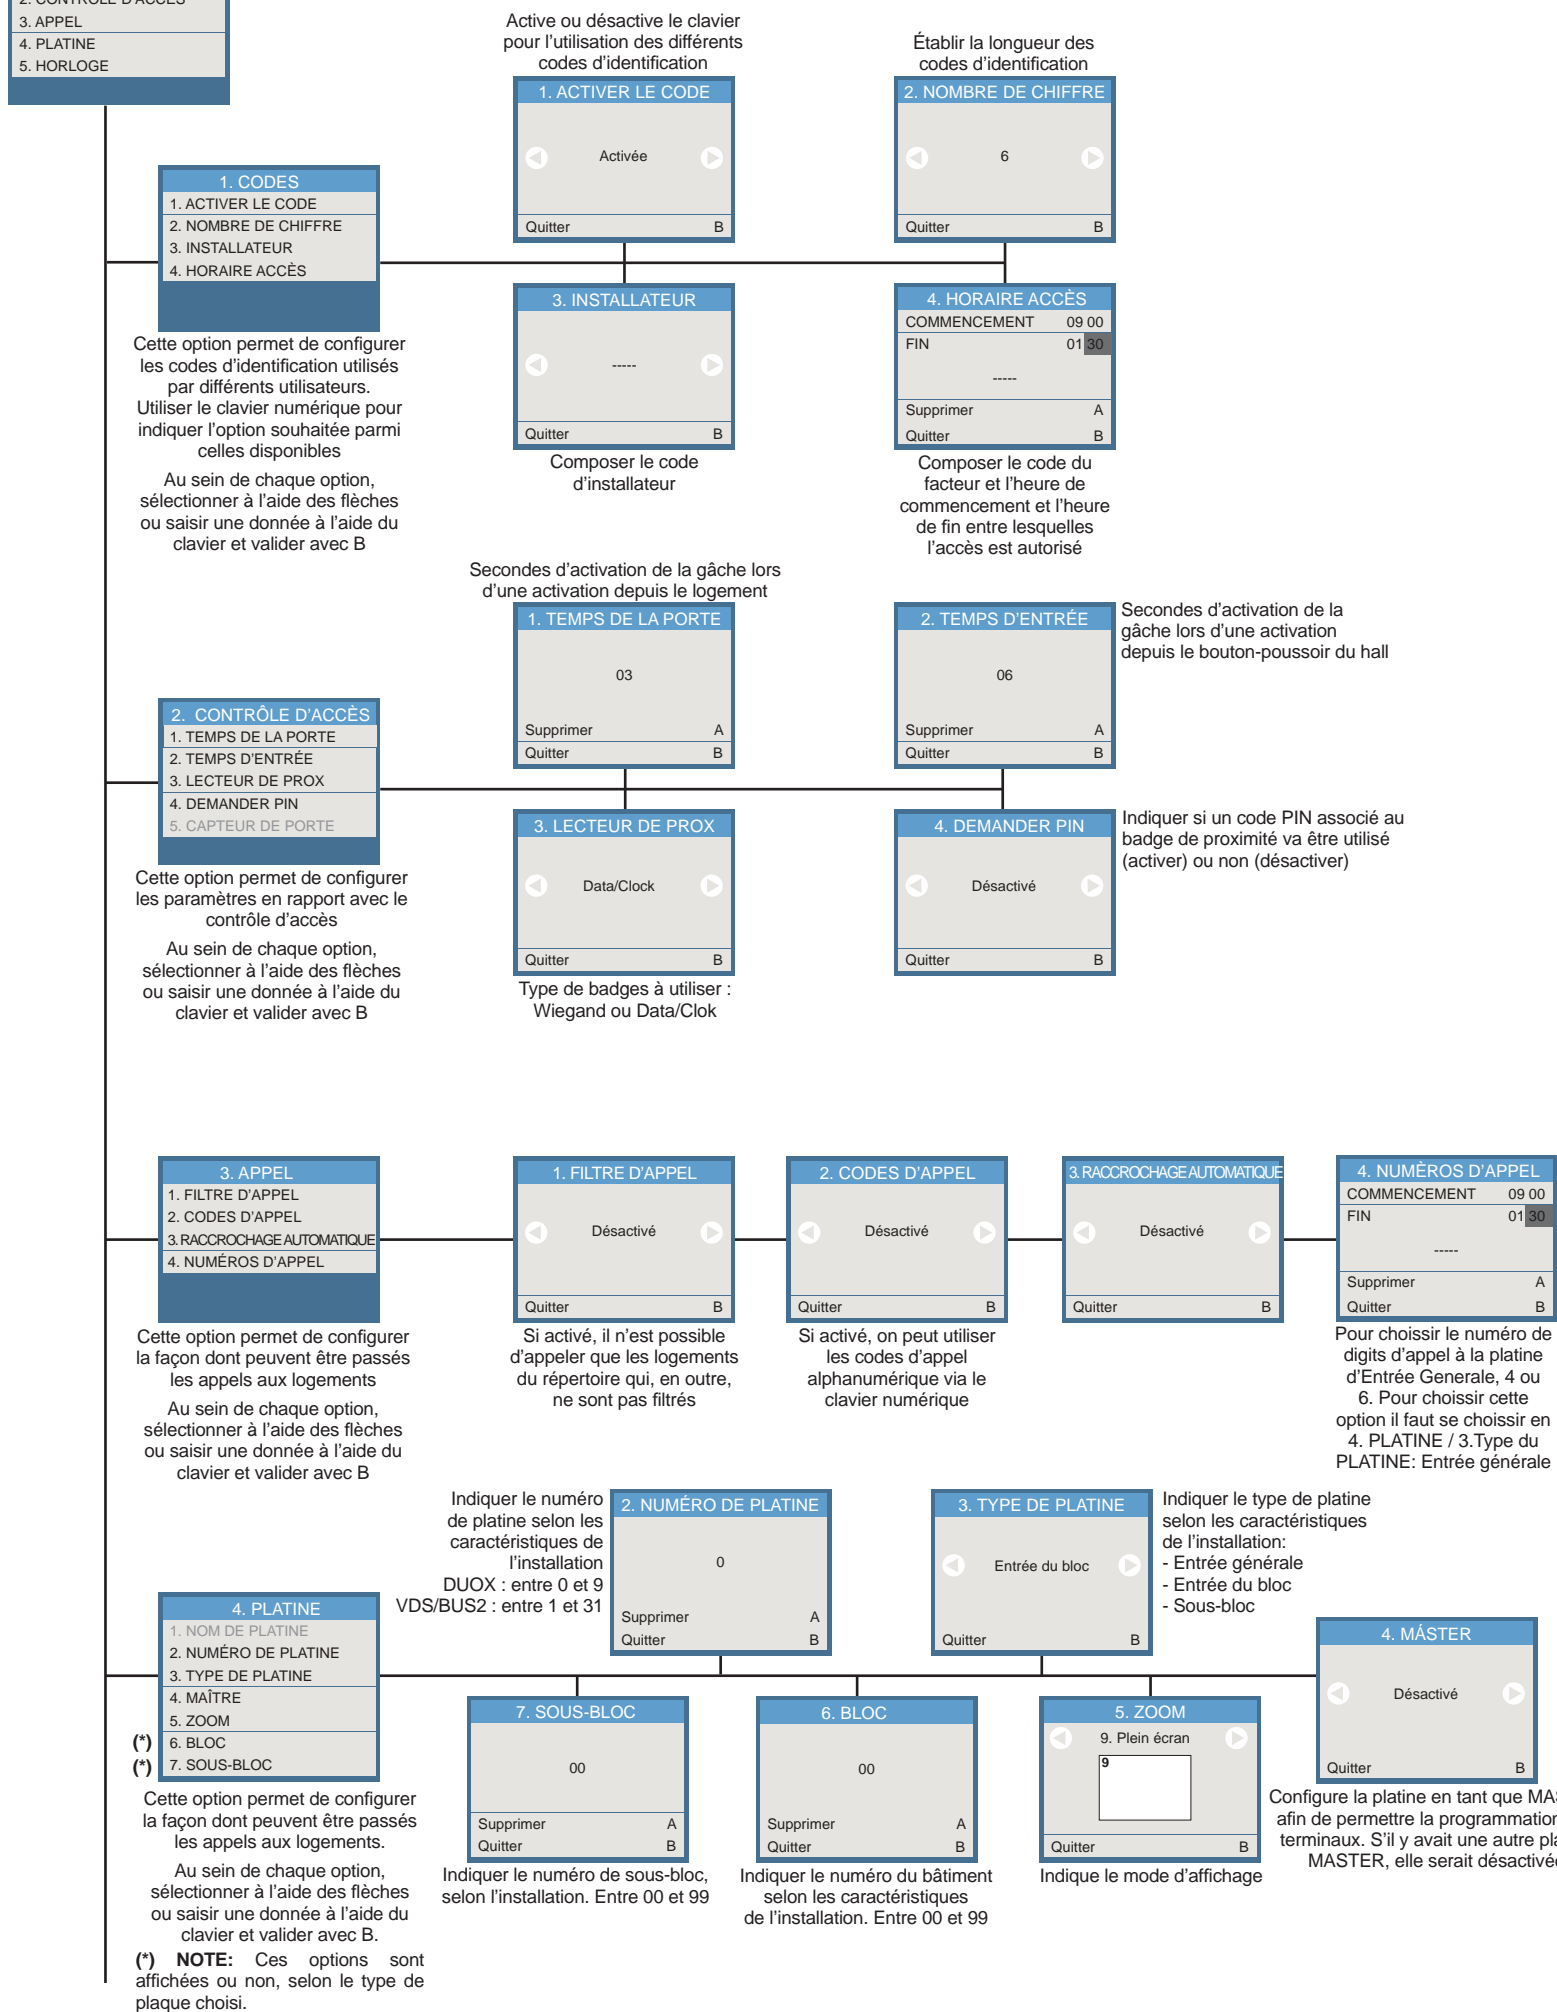 2. CONTRÔLE D'ACCÈS
3. APPEL
4. PLATINE
5. HORLOGE
Active ou désactive le clavier
pour l'utilisation des différents
codes d'identification
1. ACTIVER LE CODE
Activée
Quitter B
Établir la longueur des
codes d'identification
2. NOMBRE DE CHIFFRE
6
Quitter B
1. CODES
1. ACTIVER LE CODE
2. NOMBRE DE CHIFFRE
3. INSTALLATEUR
4. HORAIRE ACCÈS
Cette option permet de configurer
les codes d'identification utilisés
par différents utilisateurs.
Utiliser le clavier numérique pour
indiquer l'option souhaitée parmi
celles disponibles
Au sein de chaque option,
sélectionner à l'aide des flèches
ou saisir une donnée à l'aide du
clavier et valider avec B
3. INSTALLATEUR
-----
Quitter B
Composer le code
d'installateur
4. HORAIRE ACCÈS
COMMENCEMENT 09 00
FIN 01 30
-----
Supprimer A
Quitter B
Composer le code du
facteur et l'heure de
commencement et l'heure
de fin entre lesquelles
l'accès est autorisé
Secondes d'activation de la gâche lors
d'une activation depuis le logement
1. TEMPS DE LA PORTE
03
Supprimer A
Quitter B
2. TEMPS D'ENTRÉE
06
Supprimer A
Quitter B
Secondes d'activation de la
gâche lors d'une activation
depuis le bouton-poussoir du hall
2. CONTRÔLE D'ACCÈS
1. TEMPS DE LA PORTE
2. TEMPS D'ENTRÉE
3. LECTEUR DE PROX
4. DEMANDER PIN
5. CAPTEUR DE PORTE
Cette option permet de configurer
les paramètres en rapport avec le
contrôle d'accès
Au sein de chaque option,
sélectionner à l'aide des flèches
ou saisir une donnée à l'aide du
clavier et valider avec B
3. LECTEUR DE PROX
Data/Clock
Quitter B
Type de badges à utiliser :
Wiegand ou Data/Clok
4. DEMANDER PIN
Désactivé
Quitter B
Indiquer si un code PIN associé au
badge de proximité va être utilisé
(activer) ou non (désactiver)
3. APPEL
1. FILTRE D'APPEL
2. CODES D'APPEL
3. RACCROCHAGE AUTOMATIQUE
4. NUMÉROS D'APPEL
Cette option permet de configurer
la façon dont peuvent être passés
les appels aux logements
Au sein de chaque option,
sélectionner à l'aide des flèches
ou saisir une donnée à l'aide du
clavier et valider avec B
1. FILTRE D'APPEL
Désactivé
Quitter B
Si activé, il n'est possible
d'appeler que les logements
du répertoire qui, en outre,
ne sont pas filtrés
2. CODES D'APPEL
Désactivé
Quitter B
Si activé, on peut utiliser
les codes d'appel
alphanumérique via le
clavier numérique
3. RACCROCHAGE AUTOMATIQUE
Désactivé
Quitter B
4. NUMÈROS D'APPEL
COMMENCEMENT 09 00
FIN 01 30
-----
Supprimer A
Quitter B
Pour choissir le numéro de
digits d'appel à la platine
d'Entrée Generale, 4 ou
6. Pour choissir cette
option il faut se choissir en
4. PLATINE / 3.Type du
PLATINE: Entrée générale
Indiquer le numéro
de platine selon les
caractéristiques de
l'installation
DUOX : entre 0 et 9
VDS/BUS2 : entre 1 et 31
2. NUMÉRO DE PLATINE
0
Supprimer A
Quitter B
3. TYPE DE PLATINE
Entrée du bloc
Quitter B
Indiquer le type de platine
selon les caractéristiques
de l'installation:
- Entrée générale
- Entrée du bloc
- Sous-bloc
4. PLATINE
1. NOM DE PLATINE
2. NUMÉRO DE PLATINE
3. TYPE DE PLATINE
4. MAÎTRE
5. ZOOM
(*) 6. BLOC
(*) 7. SOUS-BLOC
Cette option permet de configurer
la façon dont peuvent être passés
les appels aux logements.
Au sein de chaque option,
sélectionner à l'aide des flèches
ou saisir une donnée à l'aide du
clavier et valider avec B.
(*) NOTE: Ces options sont
affichées ou non, selon le type de
plaque choisi.
7. SOUS-BLOC
00
Supprimer A
Quitter B
Indiquer le numéro de sous-bloc,
selon l'installation. Entre 00 et 99
6. BLOC
00
Supprimer A
Quitter B
Indiquer le numéro du bâtiment
selon les caractéristiques
de l'installation. Entre 00 et 99
5. ZOOM
9. Plein écran
9
Quitter B
Indique le mode d'affichage
4. MÁSTER
Désactivé
Quitter B
Configure la platine en tant que MAS
afin de permettre la programmation
terminaux. S'il y avait une autre pla
MASTER, elle serait désactivée